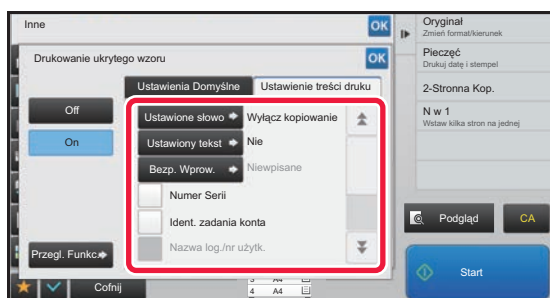 Inne
OK
Drukowanie ukrytego wzoru
OK
Ustawienia Domyślne
Ustawienie treści druku
Off
On
Ustawione słowo
Wyłącz kopiowanie
Ustawiony tekst
Nie
Bezp. Wprow.
Niewpisane
Numer Serii
Ident. zadania konta
Nazwa log./nr użytk.
Przegl. Funkc.
Cofnij
3 A4
4 A4
Oryginał
Zmień format/kierunek
Pieczęć
Drukuj datę i stempel
2-Stronna Kop.
N w 1
Wstaw kilka stron na jednej
Podgląd
CA
Start